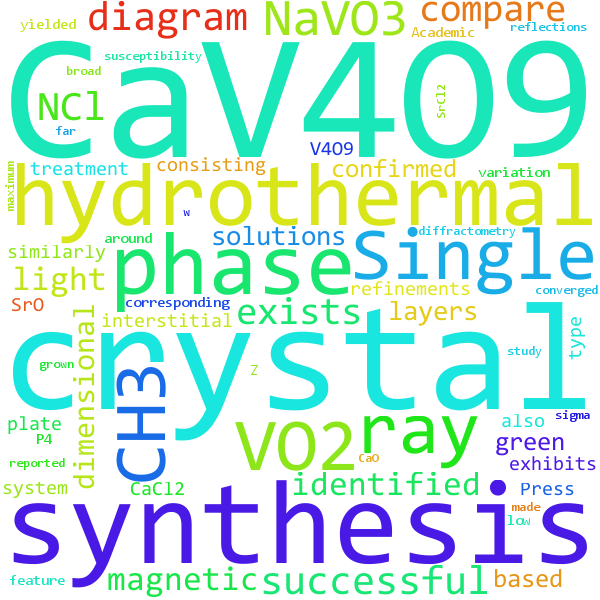 yielded diagram NaVO3 compare
Academic reflections
susceptibility
CaV4O9
broad
NCl
SrCl2
far
V4O9
treatment consisting confirmed variation
maximum
hydrothermal
w
around solutions diffractometry
similarly phase Single
light
refinements converged
SrO corresponding exists layers
interstitial
crystal
dimensional
type
study
grown
CH3
Z
VO2 ray
plate also sigma
P4 green
reported CaO exhibits
system CaCl2 identified Press made
low
synthesis
feature magnetic successful based